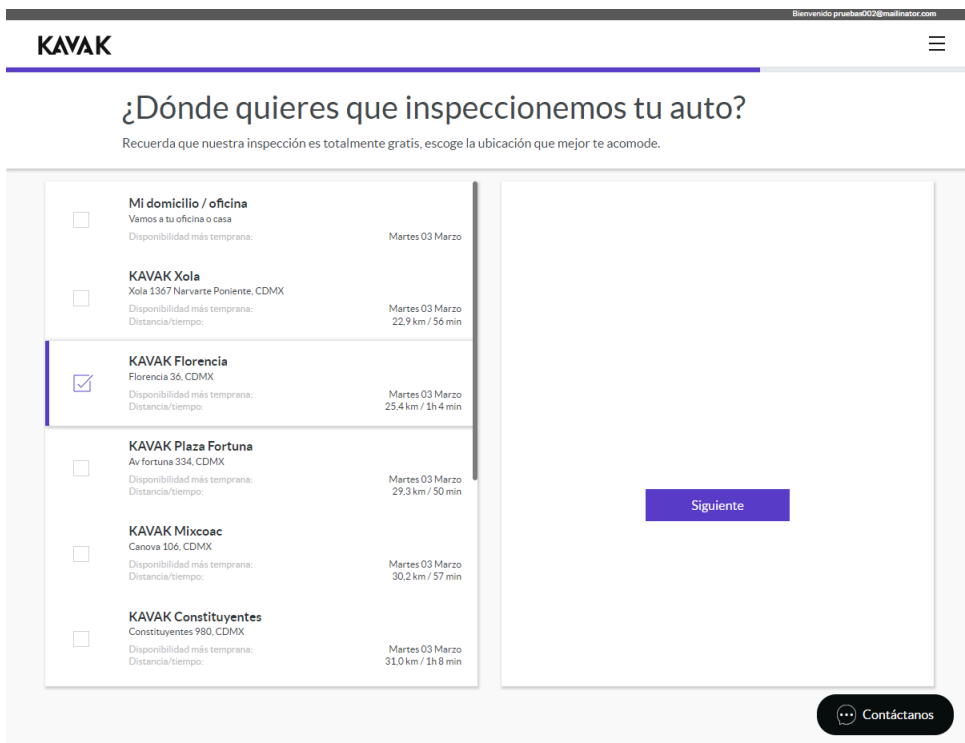 Bienvenido pruebas002@mailinator.com
KAVAK
¿Dónde quieres que inspeccionemos tu auto?
Recuerda que nuestra inspección es totalmente gratis, escoge la ubicación que mejor te acomode.
Mi domicilio / oficina
Vamos a tu oficina o casa
Disponibilidad más temprana: Martes 03 Marzo
KAVAK Xola
Xola 1367 Narvarte Poniente, CDMX
Disponibilidad más temprana: Martes 03 Marzo
Distancia/tiempo: 22,9 km / 56 min
KAVAK Florencia
Florencia 36, CDMX
Disponibilidad más temprana: Martes 03 Marzo
Distancia/tiempo: 25,4 km / 1h 4 min
KAVAK Plaza Fortuna
Av fortuna 334, CDMX
Disponibilidad más temprana: Martes 03 Marzo
Distancia/tiempo: 29,3 km / 50 min
KAVAK Mixcoac
Canova 106, CDMX
Disponibilidad más temprana: Martes 03 Marzo
Distancia/tiempo: 30,2 km / 57 min
KAVAK Constituyentes
Constituyentes 980, CDMX
Disponibilidad más temprana: Martes 03 Marzo
Distancia/tiempo: 31,0 km / 1h 8 min
Siguiente
Contáctanos